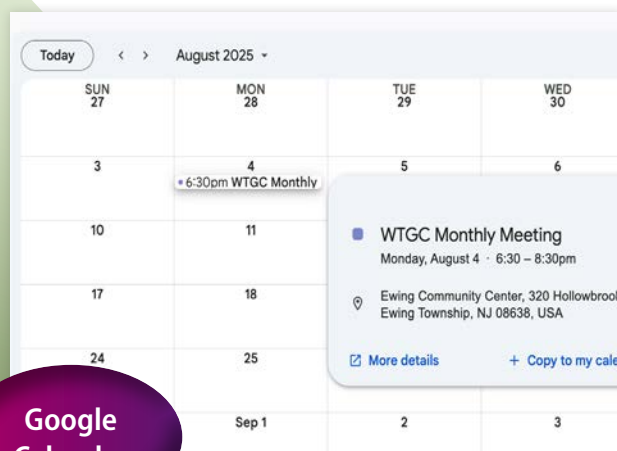 Today < > August 2025
SUN MON TUE WED
27 28 29 30
3 4 5 6
6:30pm WTGC Monthly
10 11
WTGC Monthly Meeting
Monday, August 4 · 6:30 – 8:30pm
17 18
Ewing Community Center, 320 Hollowbrook
Ewing Township, NJ 08638, USA
24 25
More details + Copy to my cale
Google
Sep 1 2 3